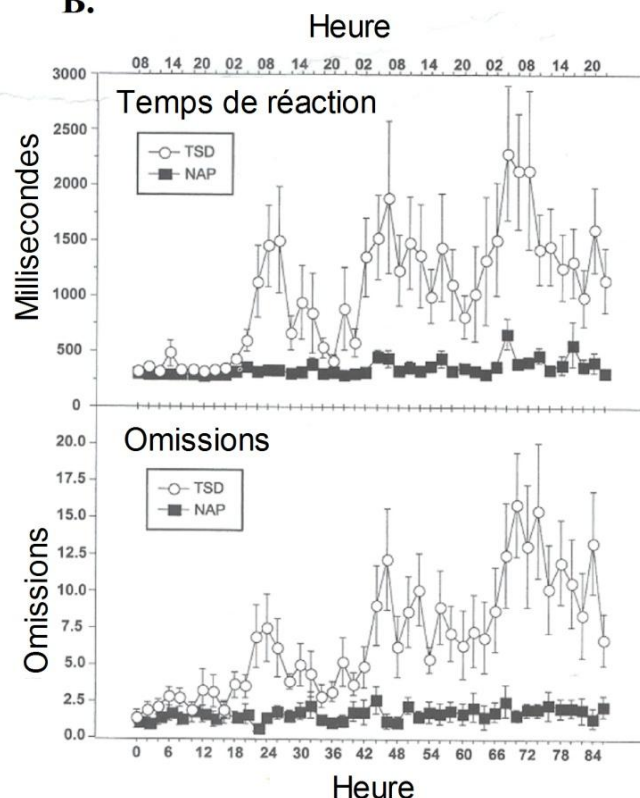 B.
Heure
08 14 20 02 08 14 20 02 08 14 20 02 08 14 20
Temps de réaction
Millisecondes
3000
2500
2000
1500
1000
500
0
TSD
NAP
Omissions
Omissions
20.0
17.5
15.0
12.5
10.0
7.5
5.0
2.5
0.0
TSD
NAP
0 6 12 18 24 30 36 42 48 54 60 66 72 78 84
Heure